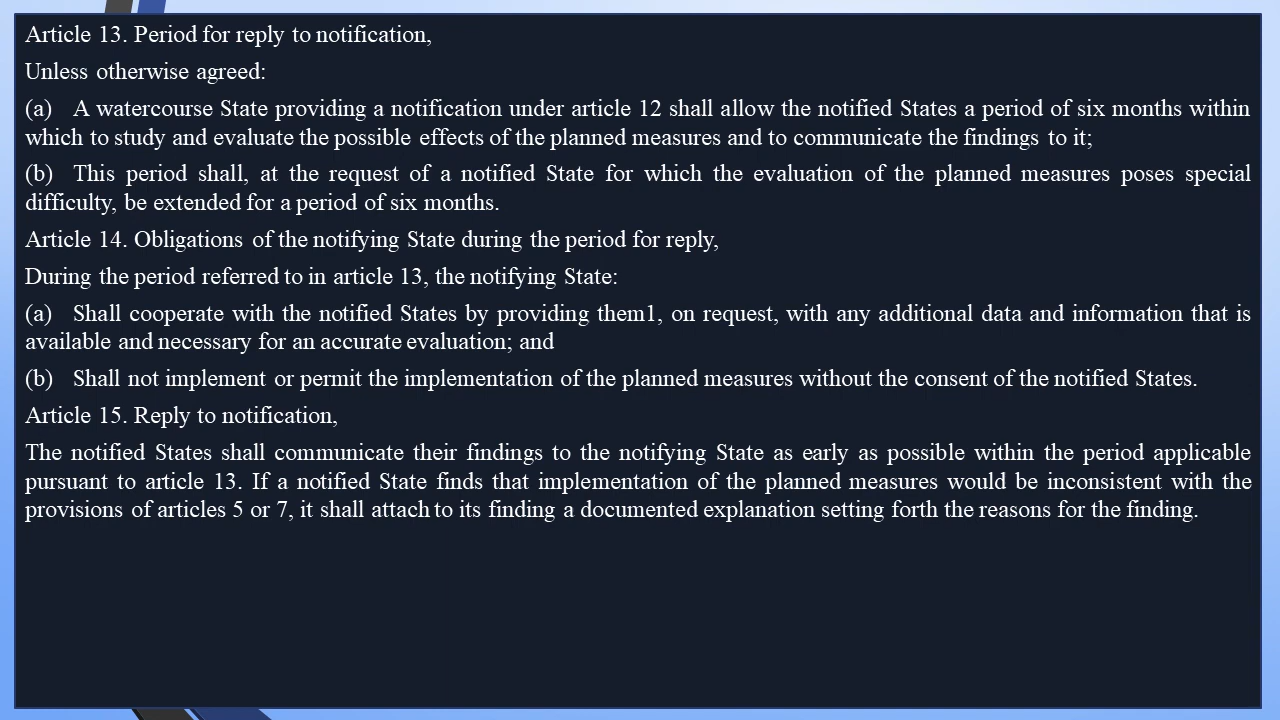 Article 13. Period for reply to notification,
Unless otherwise agreed:
(a) A watercourse State providing a notification under article 12 shall allow the notified States a period of six months within
which to study and evaluate the possible effects of the planned measures and to communicate the findings to it;
(b) This period shall, at the request of a notified State for which the evaluation of the planned measures poses special
difficulty, be extended for a period of six months.
Article 14. Obligations of the notifying State during the period for reply,
During the period referred to in article 13, the notifying State:
(a) Shall cooperate with the notified States by providing them1, on request, with any additional data and information that is
available and necessary for an accurate evaluation; and
(b) Shall not implement or permit the implementation of the planned measures without the consent of the notified States.
Article 15. Reply to notification,
The notified States shall communicate their findings to the notifying State as early as possible within the period applicable
pursuant to article 13. If a notified State finds that implementation of the planned measures would be inconsistent with the
provisions of articles 5 or 7, it shall attach to its finding a documented explanation setting forth the reasons for the finding.